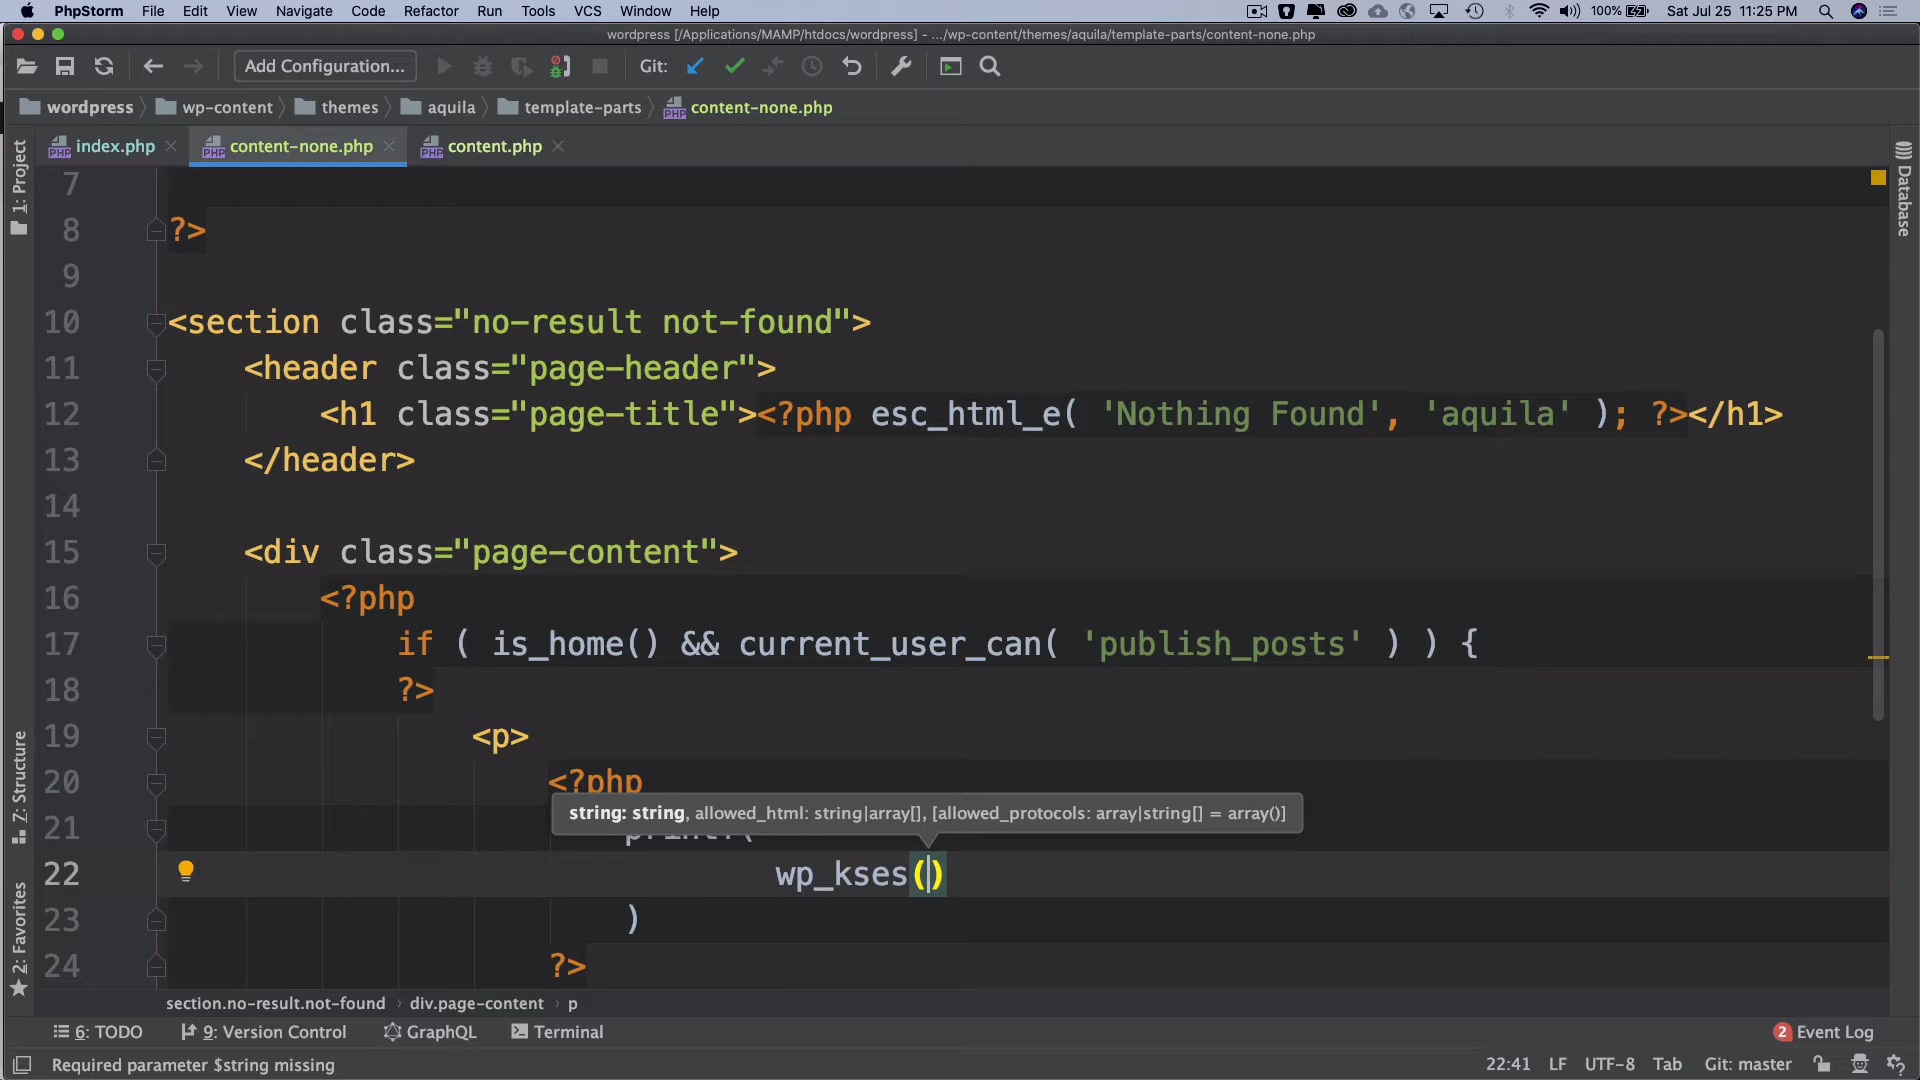 PhpStorm File Edit View Navigate Code Refactor Run Tools VCS Window Help 100% Sat Jul 25 11:25 PM
wordpress [/Applications/MAMP/htdocs/wordpress] - .../wp-content/themes/aquila/template-parts/content-none.php
Add Configuration... Git:
wordpress wp-content themes aquila template-parts content-none.php
index.php content-none.php content.php
1: Project
Database
7
8 ?>
9
10 <section class="no-result not-found">
11 <header class="page-header">
12 <h1 class="page-title"><?php esc_html_e( 'Nothing Found', 'aquila' ); ?></h1>
13 </header>
14
15 <div class="page-content">
16 <?php
17 if ( is_home() && current_user_can( 'publish_posts' ) ) {
18 ?>
19 <p>
20 <?php
string: string, allowed_html: string|array[], [allowed_protocols: array|string[] = array()]
21 printf(
22 wp_kses()
23 )
24 ?>
Z: Structure
2: Favorites
section.no-result.not-found › div.page-content › p
6: TODO 9: Version Control GraphQL Terminal 2 Event Log
Required parameter $string missing 22:41 LF UTF-8 Tab Git: master